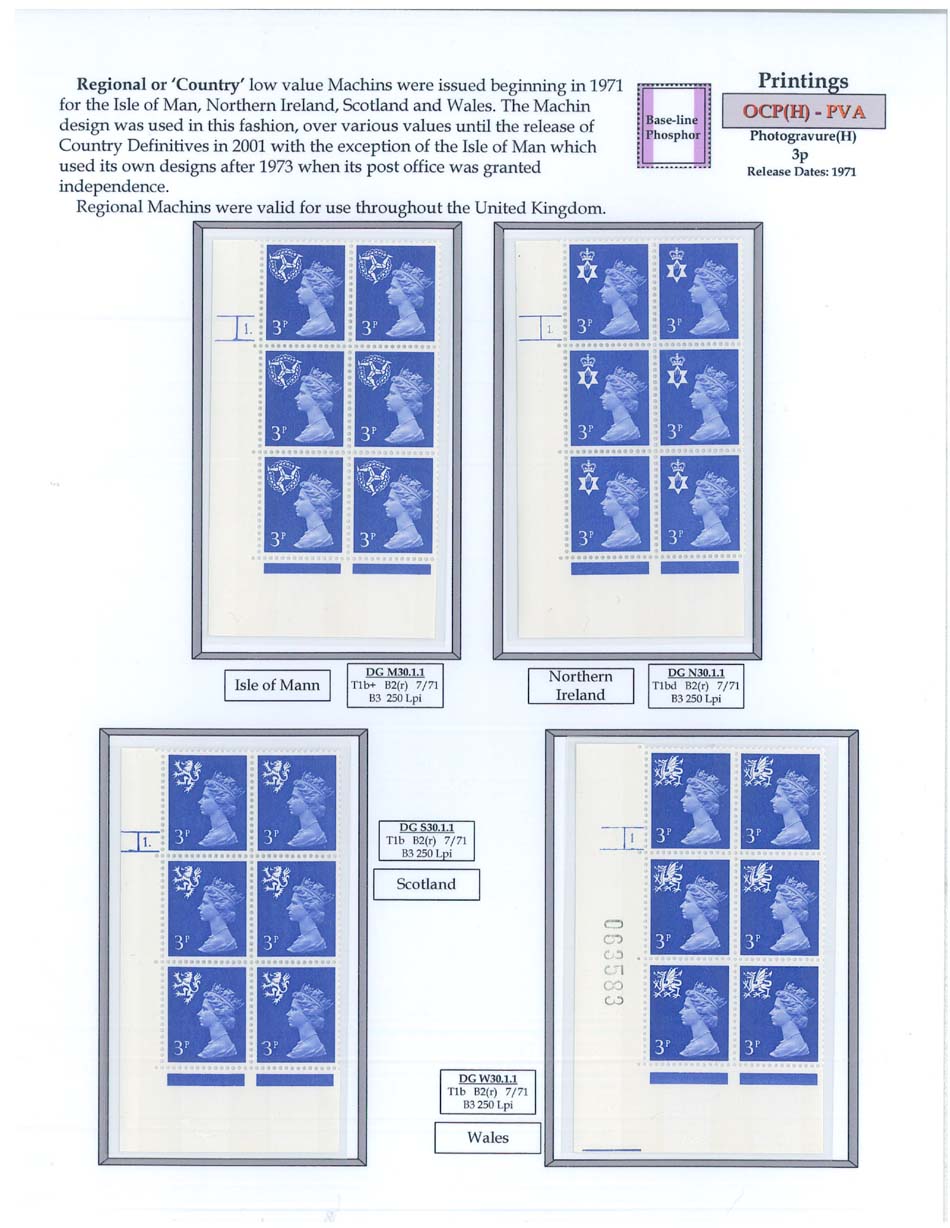 Regional or ‘Country’ low value Machins were issued beginning in 1971
for the Isle of Man, Northern Ireland, Scotland and Wales. The Machin
design was used in this fashion, over various values until the release of
Country Definitives in 2001 with the exception of the Isle of Man which
used its own designs after 1973 when its post office was granted
independence.
Regional Machins were valid for use throughout the United Kingdom.
Base-line
Phosphor
Printings
OCP(H) - PVA
Photogravure(H)
3p
Release Dates: 1971
1.
3P 3P
3P 3P
3P 3P
1.
3P 3P
3P 3P
3P 3P
Isle of Mann
DG M30.1.1
T1b+ B2(r) 7/71
B3 250 Lpi
Northern
Ireland
DG N30.1.1
T1bd B2(r) 7/71
B3 250 Lpi
1.
3P 3P
3P 3P
3P 3P
DG S30.1.1
T1b B2(r) 7/71
B3 250 Lpi
Scotland
1
3P 3P
3P 3P
3P 3P
063583
DG W30.1.1
T1b B2(r) 7/71
B3 250 Lpi
Wales